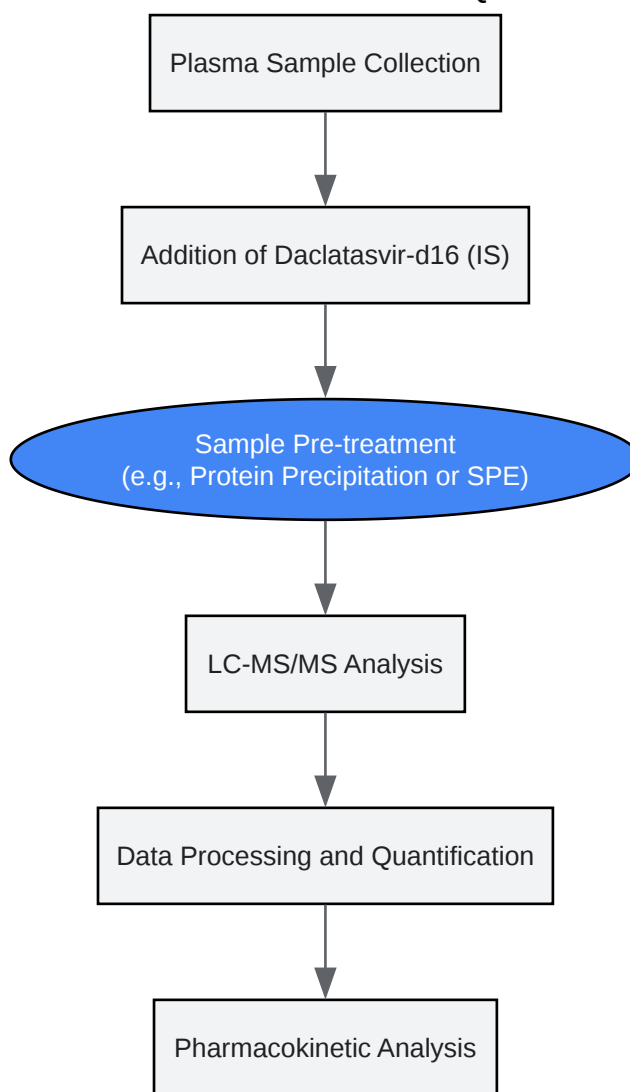 Plasma Sample Collection
Addition of Daclatasvir-d16 (IS)
Sample Pre-treatment
(e.g., Protein Precipitation or SPE)
LC-MS/MS Analysis
Data Processing and Quantification
Pharmacokinetic Analysis